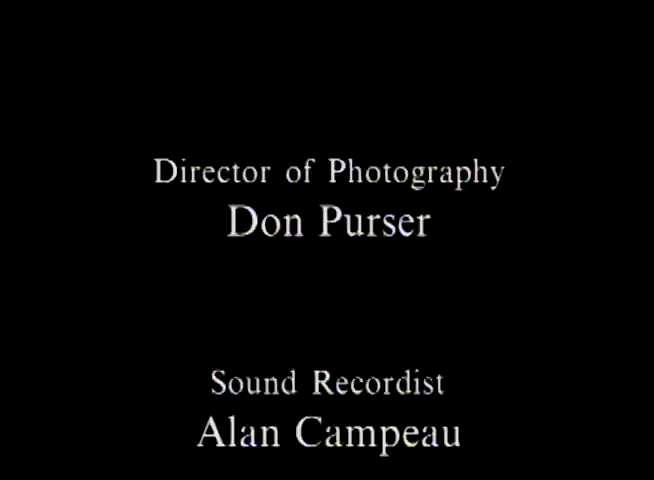 Director of Photography
Don Purser
Sound Recordist
Alan Campeau